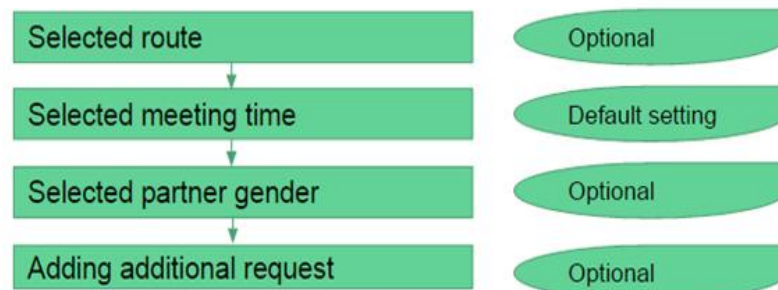 Selected route
Optional
Selected meeting time
Default setting
Selected partner gender
Optional
Adding additional request
Optional